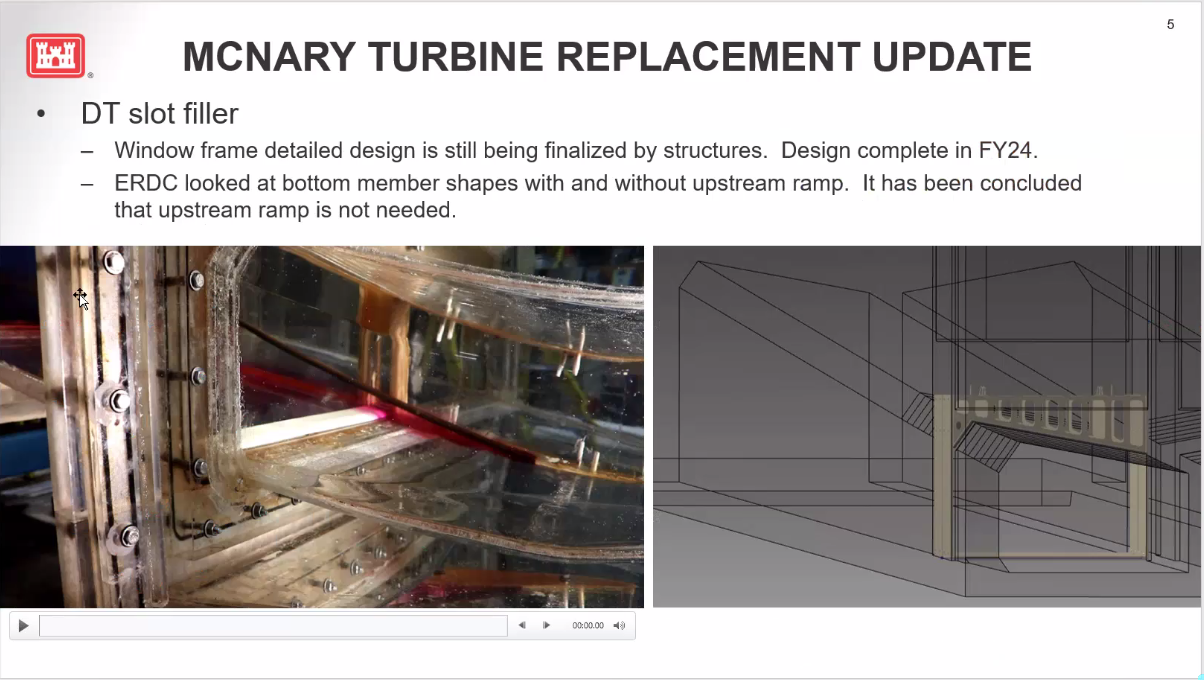 5
MCNARY TURBINE REPLACEMENT UPDATE
®
• DT slot filler
– Window frame detailed design is still being finalized by structures.  Design complete in FY24.
– ERDC looked at bottom member shapes with and without upstream ramp.  It has been concluded
that upstream ramp is not needed.
00:00.00